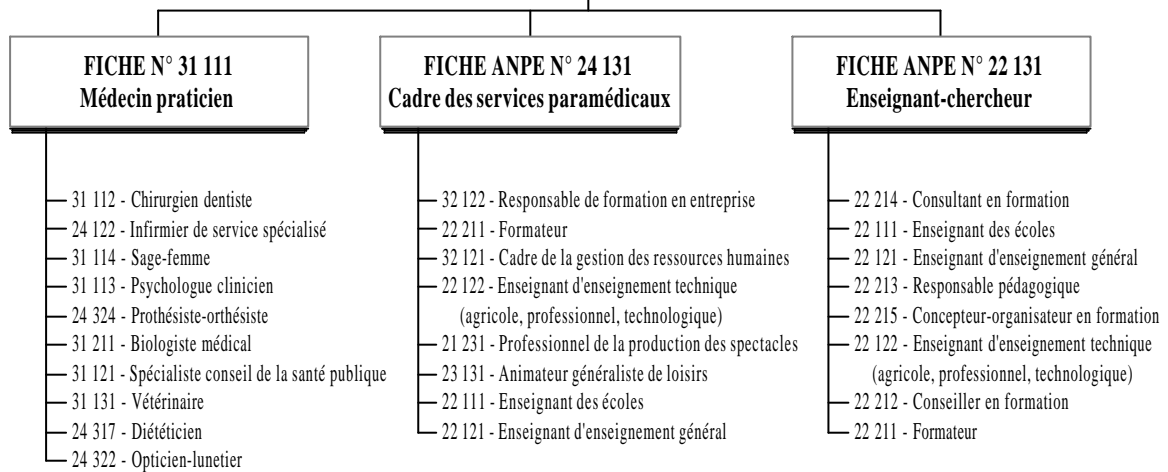 FICHE N° 31 111
Médecin praticien
31 112 - Chirurgien dentiste
24 122 - Infirmier de service spécialisé
31 114 - Sage-femme
31 113 - Psychologue clinicien
24 324 - Prothésiste-orthésiste
31 211 - Biologiste médical
31 121 - Spécialiste conseil de la santé publique
31 131 - Vétérinaire
24 317 - Diététicien
24 322 - Opticien-lunetier
FICHE ANPE N° 24 131
Cadre des services paramédicaux
32 122 - Responsable de formation en entreprise
22 211 - Formateur
32 121 - Cadre de la gestion des ressources humaines
22 122 - Enseignant d'enseignement technique
(agricole, professionnel, technologique)
21 231 - Professionnel de la production des spectacles
23 131 - Animateur généraliste de loisirs
22 111 - Enseignant des écoles
22 121 - Enseignant d'enseignement général
FICHE ANPE N° 22 131
Enseignant-chercheur
22 214 - Consultant en formation
22 111 - Enseignant des écoles
22 121 - Enseignant d'enseignement général
22 213 - Responsable pédagogique
22 215 - Concepteur-organisateur en formation
22 122 - Enseignant d'enseignement technique
(agricole, professionnel, technologique)
22 212 - Conseiller en formation
22 211 - Formateur